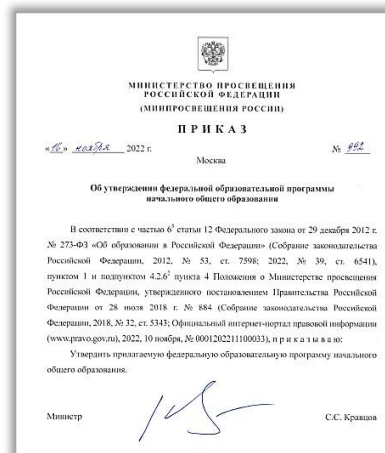 МИНИСТЕРСТВО ПРОСВЕЩЕНИЯ
РОССИЙСКОЙ ФЕДЕРАЦИИ
(МИНПРОСВЕЩЕНИЯ РОССИИ)
ПРИКАЗ
«16» ноября 2022 г. № 992
Москва
Об утверждении федеральной образовательной программы
начального общего образования
В соответствии с частью 6⁵ статьи 12 Федерального закона от 29 декабря 2012 г.
№ 273-ФЗ «Об образовании в Российской Федерации» (Собрание законодательства
Российской Федерации, 2012, № 53, ст. 7598; 2022, № 39, ст. 6541),
пунктом 1 и подпунктом 4.2.6² пункта 4 Положения о Министерстве просвещения
Российской Федерации, утвержденного постановлением Правительства Российской
Федерации от 28 июля 2018 г. № 884 (Собрание законодательства Российской
Федерации, 2018, № 32, ст. 5343; Официальный интернет-портал правовой информации
(www.pravo.gov.ru), 2022, 10 ноября, № 0001202211100033), приказываю:
Утвердить прилагаемую федеральную образовательную программу начального
общего образования.
Министр С.С. Кравцов